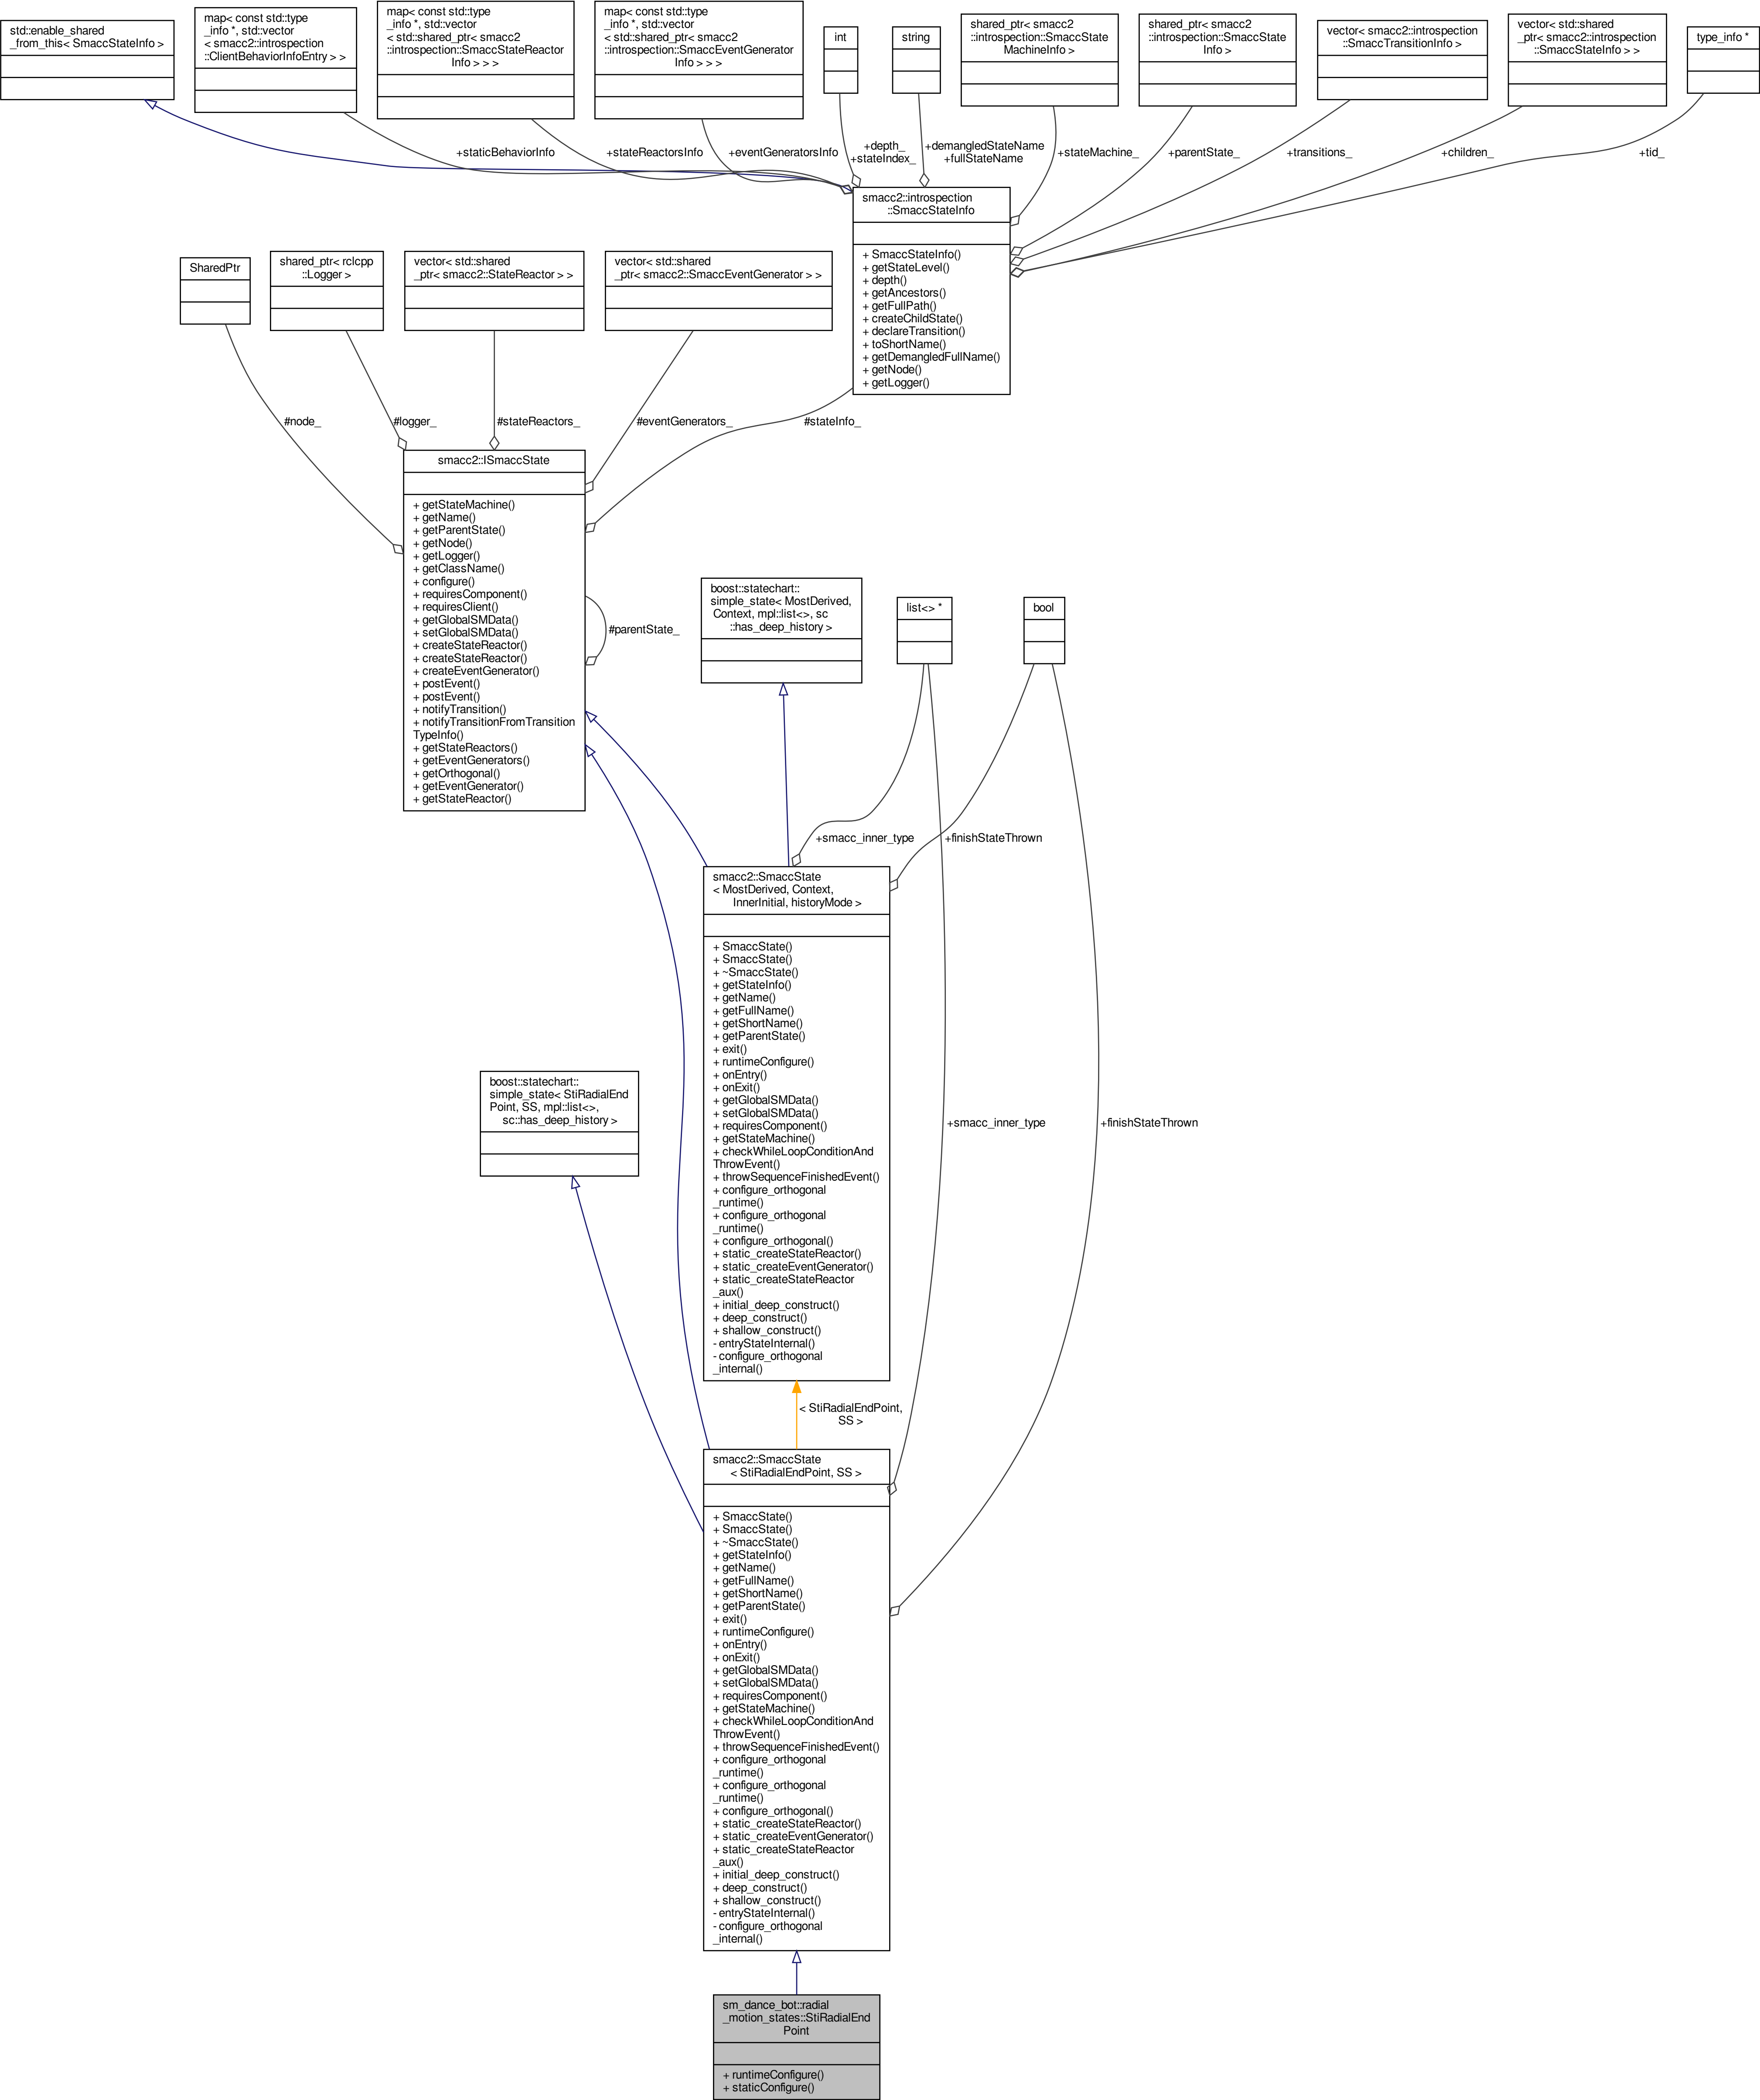 std::enable_shared
_from_this< SmaccStateInfo >
map< const std::type
_info *, std::vector
< smacc2::introspection
::ClientBehaviorInfoEntry > >
map< const std::type
_info *, std::vector
< std::shared_ptr< smacc2
::introspection::SmaccStateReactor
Info > > >
map< const std::type
_info *, std::vector
< std::shared_ptr< smacc2
::introspection::SmaccEventGenerator
Info > > >
int
string
shared_ptr< smacc2
::introspection::SmaccState
MachineInfo >
shared_ptr< smacc2
::introspection::SmaccState
Info >
vector< smacc2::introspection
::SmaccTransitionInfo >
vector< std::shared
_ptr< smacc2::introspection
::SmaccStateInfo > >
type_info *
+staticBehaviorInfo
+stateReactorsInfo
+eventGeneratorsInfo
+depth_
+stateIndex_
+demangledStateName
+fullStateName
+stateMachine_
+parentState_
+transitions_
+children_
+tid_
smacc2::introspection
::SmaccStateInfo
+ SmaccStateInfo()
+ getStateLevel()
+ depth()
+ getAncestors()
+ getFullPath()
+ createChildState()
+ declareTransition()
+ toShortName()
+ getDemangledFullName()
+ getNode()
+ getLogger()
SharedPtr
shared_ptr< rclcpp
::Logger >
vector< std::shared
_ptr< smacc2::StateReactor > >
vector< std::shared
_ptr< smacc2::SmaccEventGenerator > >
#node_
#logger_
#stateReactors_
#eventGenerators_
#stateInfo_
smacc2::ISmaccState
+ getStateMachine()
+ getName()
+ getParentState()
+ getNode()
+ getLogger()
+ getClassName()
+ configure()
+ requiresComponent()
+ requiresClient()
+ getGlobalSMData()
+ setGlobalSMData()
+ createStateReactor()
+ createStateReactor()
+ createEventGenerator()
+ postEvent()
+ postEvent()
+ notifyTransition()
+ notifyTransitionFromTransition
TypeInfo()
+ getStateReactors()
+ getEventGenerators()
+ getOrthogonal()
+ getEventGenerator()
+ getStateReactor()
#parentState_
boost::statechart::
simple_state< MostDerived,
Context, mpl::list<>, sc
::has_deep_history >
list<> *
bool
+smacc_inner_type
+finishStateThrown
smacc2::SmaccState
< MostDerived, Context,
InnerInitial, historyMode >
+ SmaccState()
+ SmaccState()
+ ~SmaccState()
+ getStateInfo()
+ getName()
+ getFullName()
+ getShortName()
+ getParentState()
+ exit()
+ runtimeConfigure()
+ onEntry()
+ onExit()
+ getGlobalSMData()
+ setGlobalSMData()
+ requiresComponent()
+ getStateMachine()
+ checkWhileLoopConditionAnd
ThrowEvent()
+ throwSequenceFinishedEvent()
+ configure_orthogonal
_runtime()
+ configure_orthogonal
_runtime()
+ configure_orthogonal()
+ static_createStateReactor()
+ static_createEventGenerator()
+ static_createStateReactor
_aux()
+ initial_deep_construct()
+ deep_construct()
+ shallow_construct()
- entryStateInternal()
- configure_orthogonal
_internal()
boost::statechart::
simple_state< StiRadialEnd
Point, SS, mpl::list<>,
sc::has_deep_history >
+smacc_inner_type
+finishStateThrown
< StiRadialEndPoint,
SS >
smacc2::SmaccState
< StiRadialEndPoint, SS >
+ SmaccState()
+ SmaccState()
+ ~SmaccState()
+ getStateInfo()
+ getName()
+ getFullName()
+ getShortName()
+ getParentState()
+ exit()
+ runtimeConfigure()
+ onEntry()
+ onExit()
+ getGlobalSMData()
+ setGlobalSMData()
+ requiresComponent()
+ getStateMachine()
+ checkWhileLoopConditionAnd
ThrowEvent()
+ throwSequenceFinishedEvent()
+ configure_orthogonal
_runtime()
+ configure_orthogonal
_runtime()
+ configure_orthogonal()
+ static_createStateReactor()
+ static_createEventGenerator()
+ static_createStateReactor
_aux()
+ initial_deep_construct()
+ deep_construct()
+ shallow_construct()
- entryStateInternal()
- configure_orthogonal
_internal()
sm_dance_bot::radial
_motion_states::StiRadialEnd
Point
+ runtimeConfigure()
+ staticConfigure()